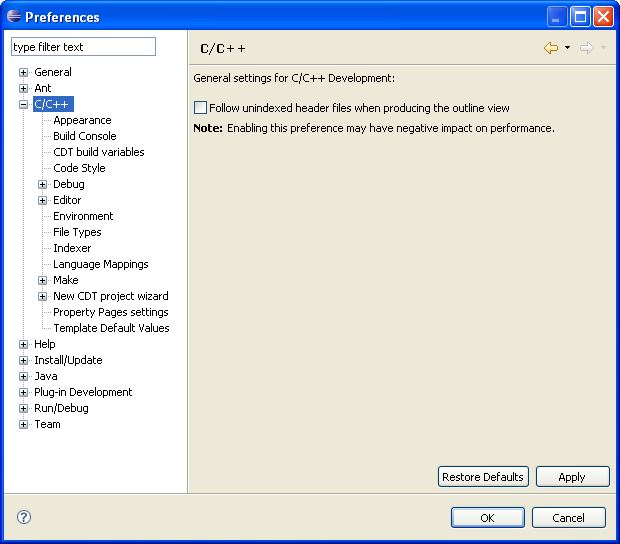 Preferences
type filter text
General
Ant
C/C++
Appearance
Build Console
CDT build variables
Code Style
Debug
Editor
Environment
File Types
Indexer
Language Mappings
Make
New CDT project wizard
Property Pages settings
Template Default Values
Help
Install/Update
Java
Plug-in Development
Run/Debug
Team
C/C++
General settings for C/C++ Development:
Follow unindexed header files when producing the outline view
Note: Enabling this preference may have negative impact on performance.
Restore Defaults
Apply
OK
Cancel